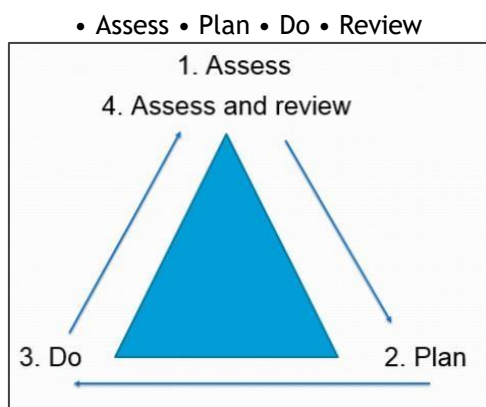 • Assess • Plan • Do • Review
1. Assess
4. Assess and review
3. Do
2. Plan